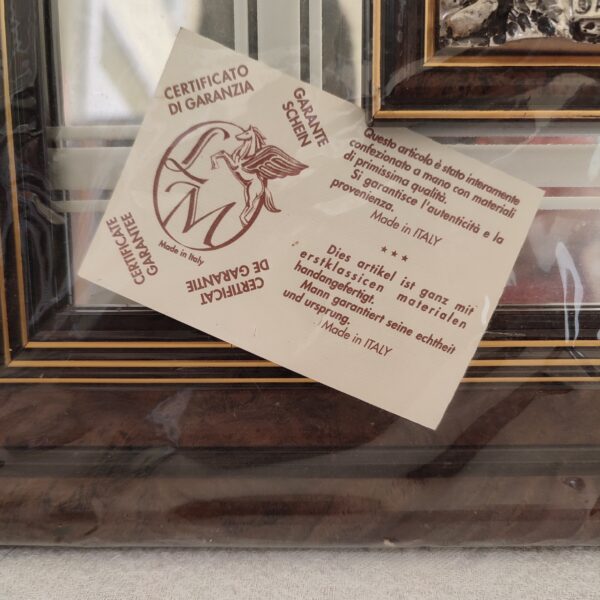 CERTIFICATO
DI GARANZIA
GARANTE
SCHEIN
LM
Made in Italy
CERTIFICATE
GARANTEE
CERTIFICAT
DE GARANTIE
Questo articolo è stato interamente
confezionato a mano con materiali
di primissima qualità.
Si garantisce l'autenticità e la
provenienza.
Made in ITALY
***
Dies artikel ist ganz mit
erstklassicen materialen
handangefertigt.
Mann garantiert seine echtheit
und ursprung.
Made in ITALY